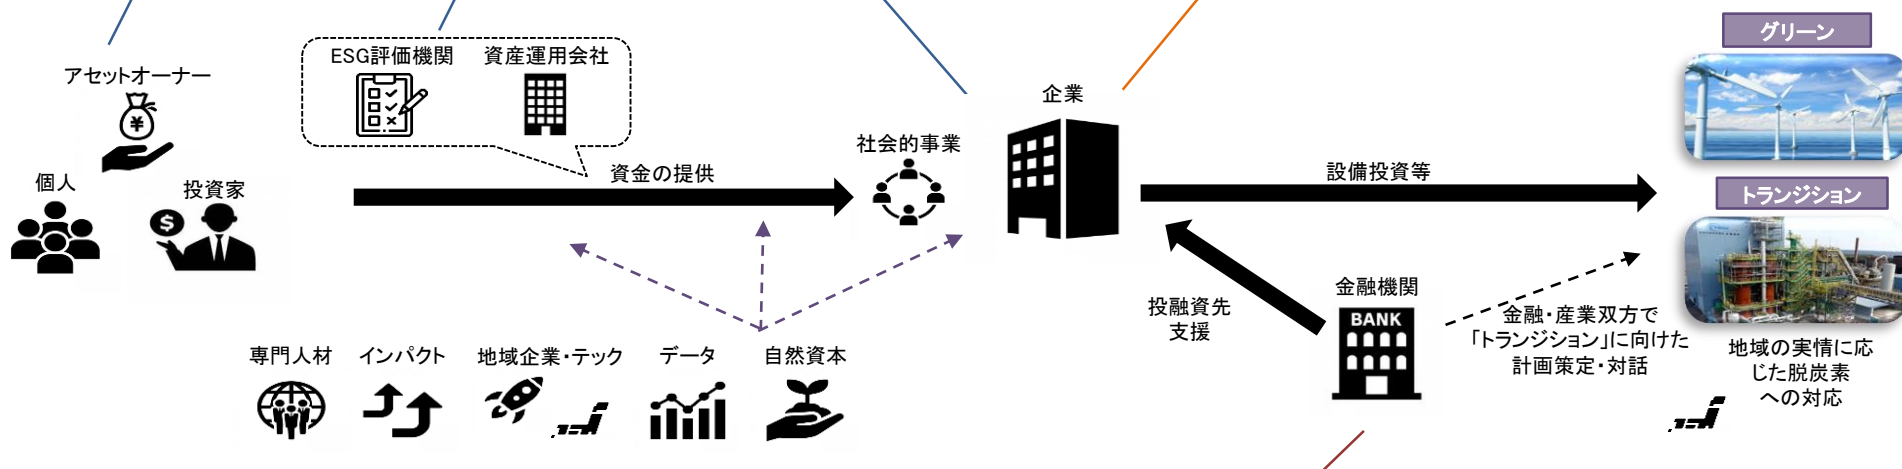 アセットオーナー
個人
投資家
ESG評価機関
資産運用会社
資金の提供
社会的事業
企業
設備投資等
グリーン
トランジション
専門人材
インパクト
地域企業・テック
データ
自然資本
投融資先
支援
金融機関
BANK
金融・産業双方で
「トランジション」に向けた
計画策定・対話
地域の実情に応
じた脱炭素
への対応